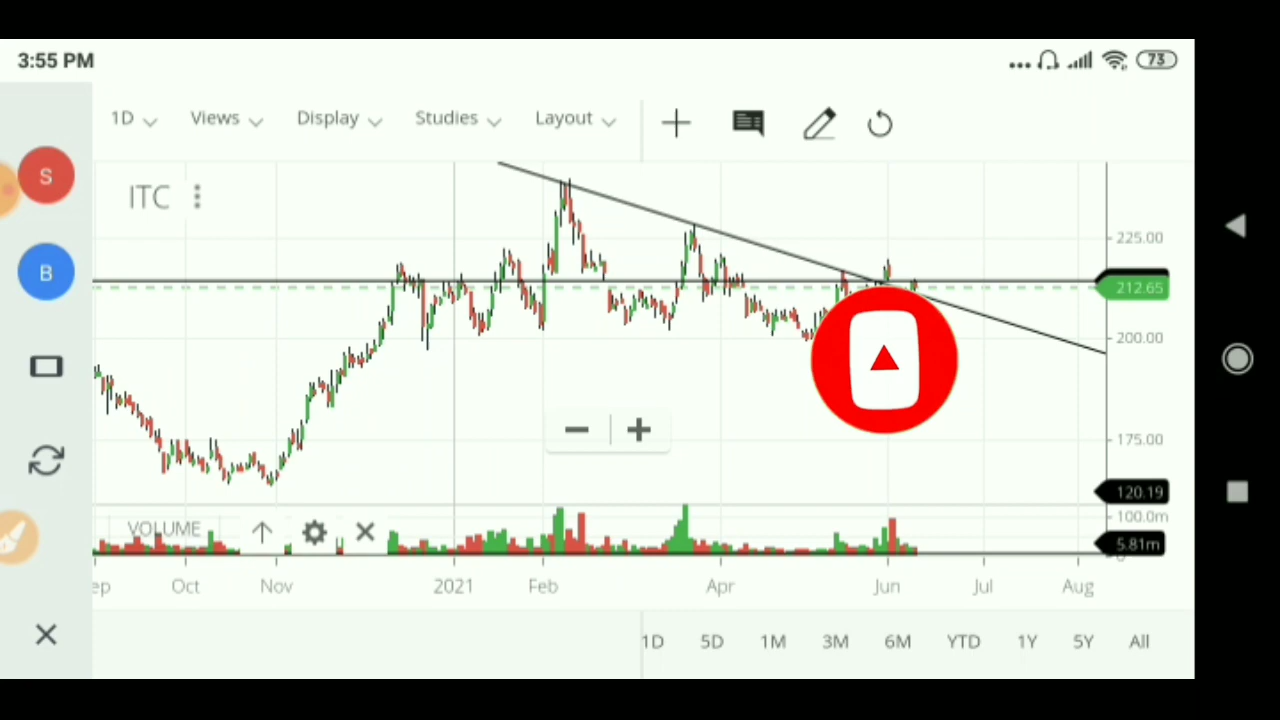 3:55 PM
73
1D Views Display Studies Layout
S
ITC
225.00
B
212.65
200.00
175.00
120.19
VOLUME
100.0m
5.81m
0
ep Oct Nov 2021 Feb Apr Jun Jul Aug
1D 5D 1M 3M 6M YTD 1Y 5Y All